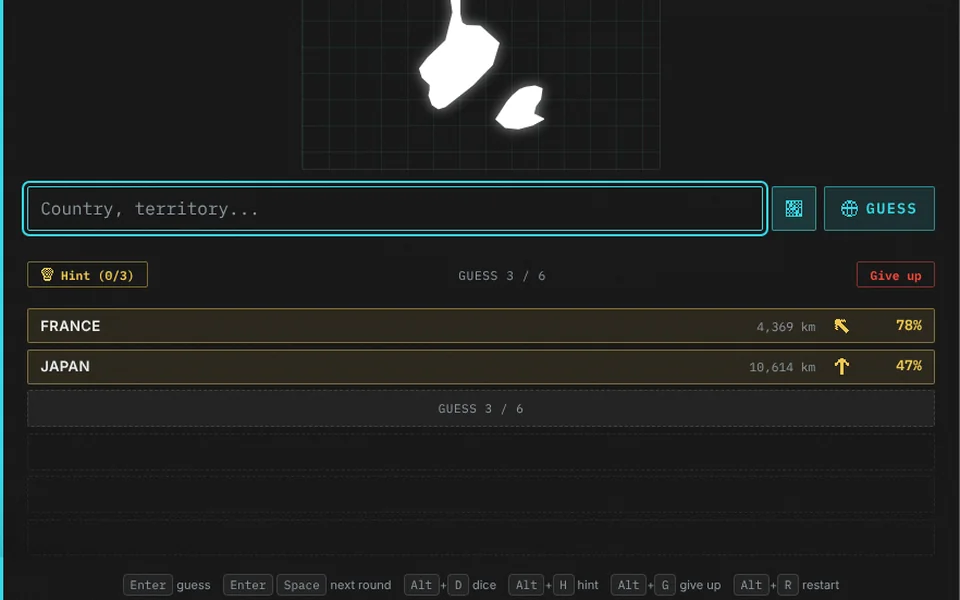 Country, territory...
GUESS
Hint (0/3)
GUESS 3 / 6
Give up
FRANCE 4,369 km 78%
JAPAN 10,614 km 47%
GUESS 3 / 6
Enter guess Enter Space next round Alt + D dice Alt + H hint Alt + G give up Alt + R restart